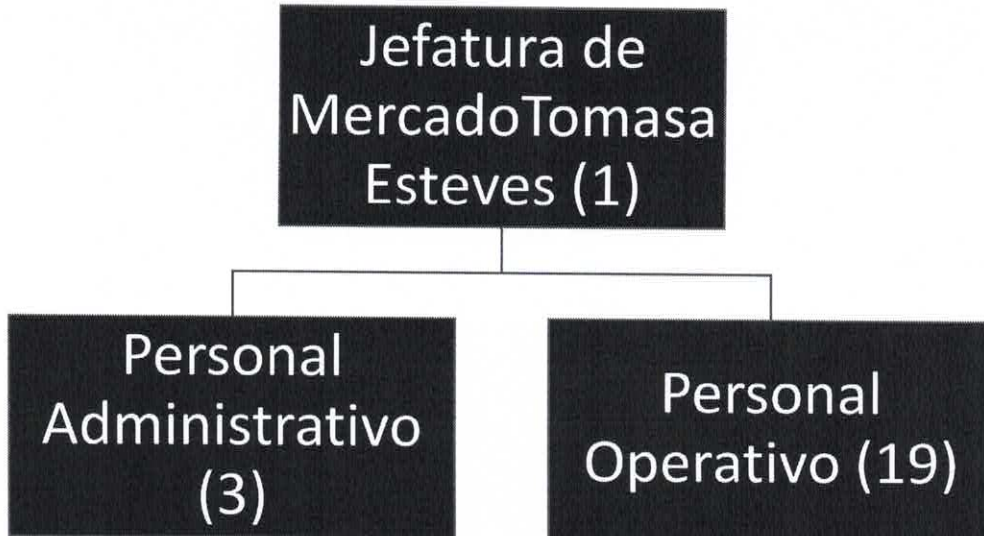 Jefatura de
MercadoTomasa
Esteves (1)
Personal
Administrativo
(3)
Personal
Operativo (19)